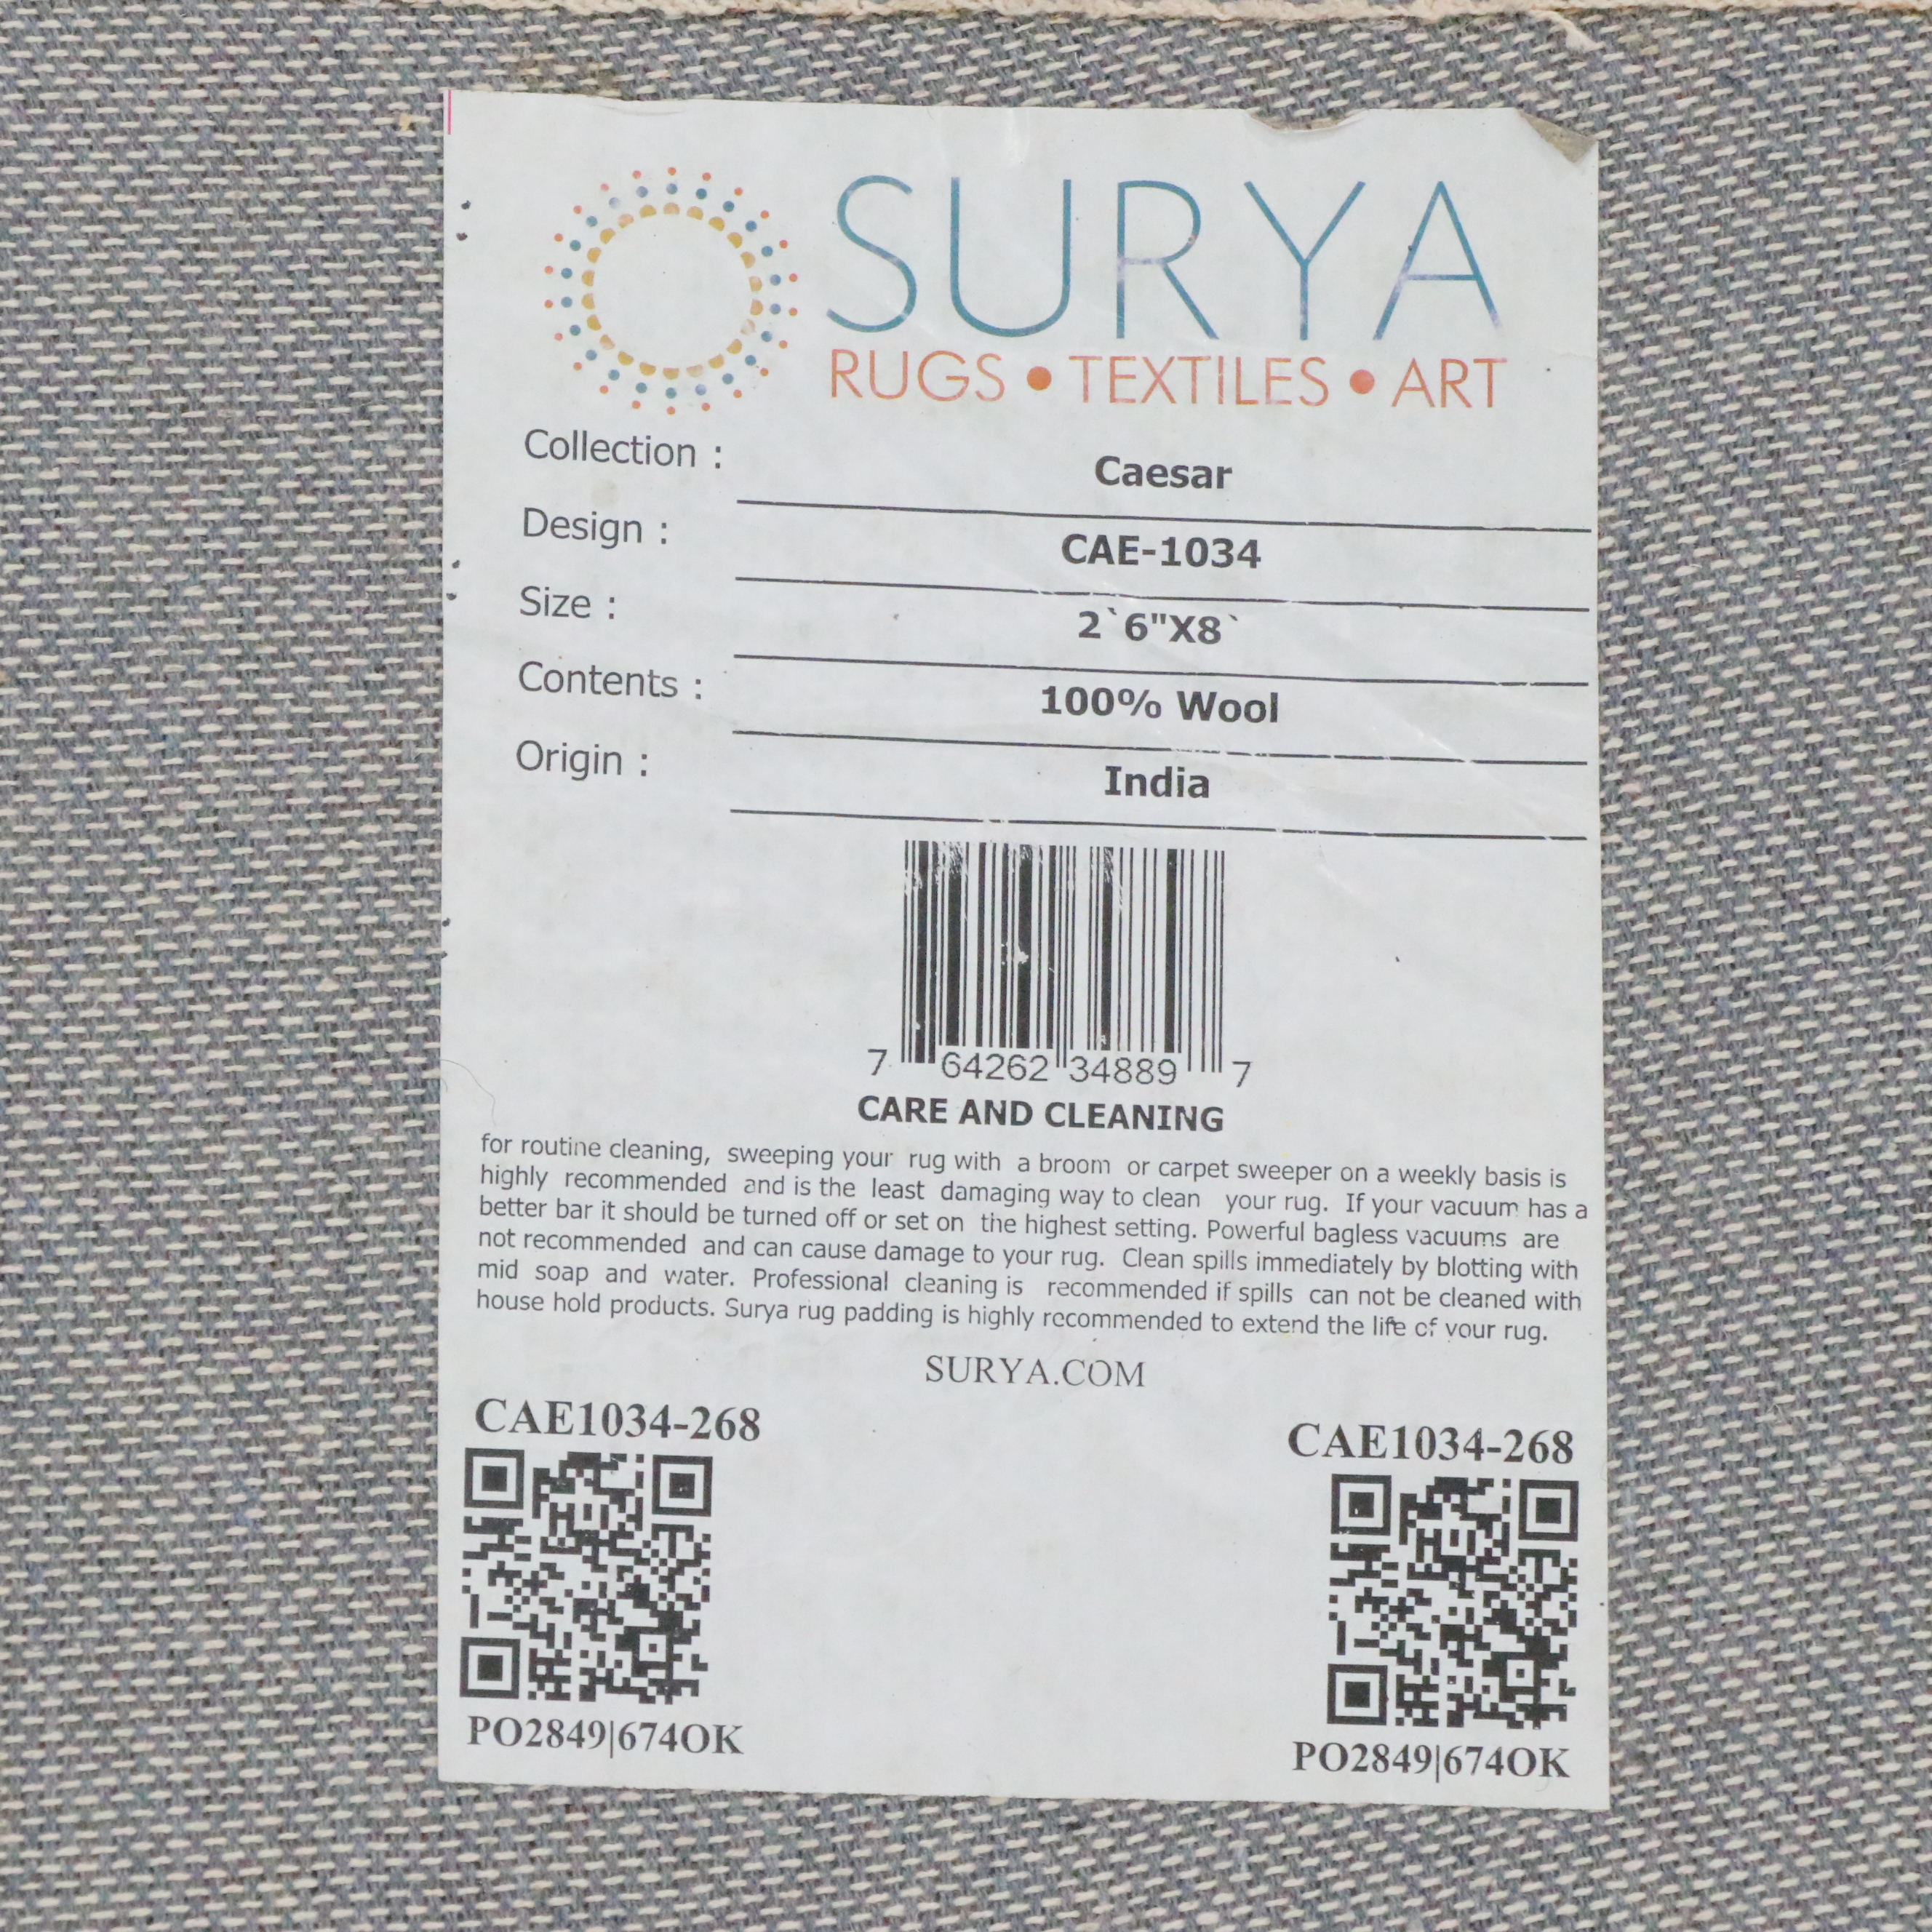 SURYA
RUGS • TEXTILES • ART
Collection : Caesar
Design : CAE-1034
Size : 2`6"X8`
Contents : 100% Wool
Origin : India
7 64262 34889 7
CARE AND CLEANING
for routine cleaning, sweeping your rug with a broom or carpet sweeper on a weekly basis is
highly recommended and is the least damaging way to clean your rug. If your vacuum has a
better bar it should be turned off or set on the highest setting. Powerful bagless vacuums are
not recommended and can cause damage to your rug. Clean spills immediately by blotting with
mid soap and water. Professional cleaning is recommended if spills can not be cleaned with
house hold products. Surya rug padding is highly recommended to extend the life of your rug.
SURYA.COM
CAE1034-268 CAE1034-268
PO2849|674OK PO2849|674OK